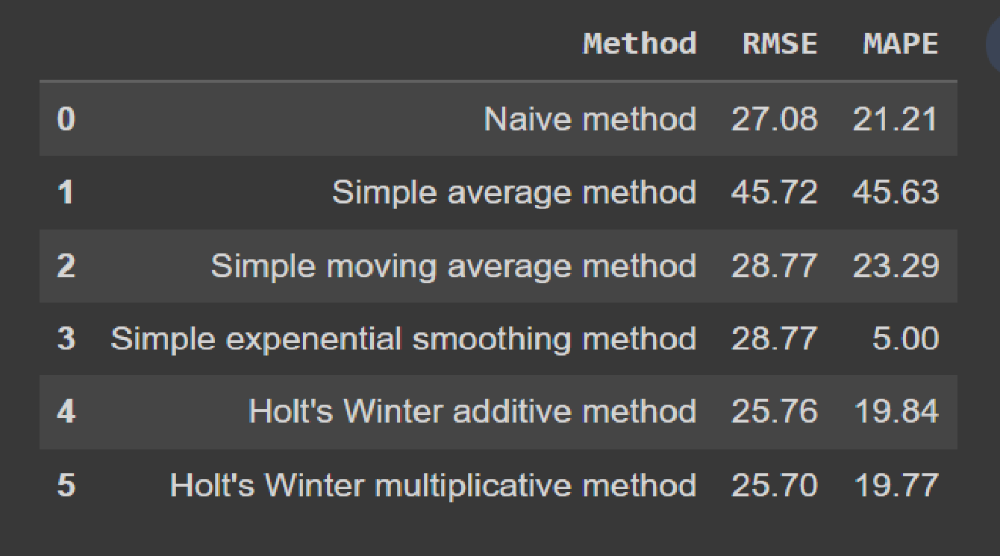 Method RMSE MAPE
0 Naive method 27.08 21.21
1 Simple average method 45.72 45.63
2 Simple moving average method 28.77 23.29
3 Simple expenential smoothing method 28.77 5.00
4 Holt's Winter additive method 25.76 19.84
5 Holt's Winter multiplicative method 25.70 19.77